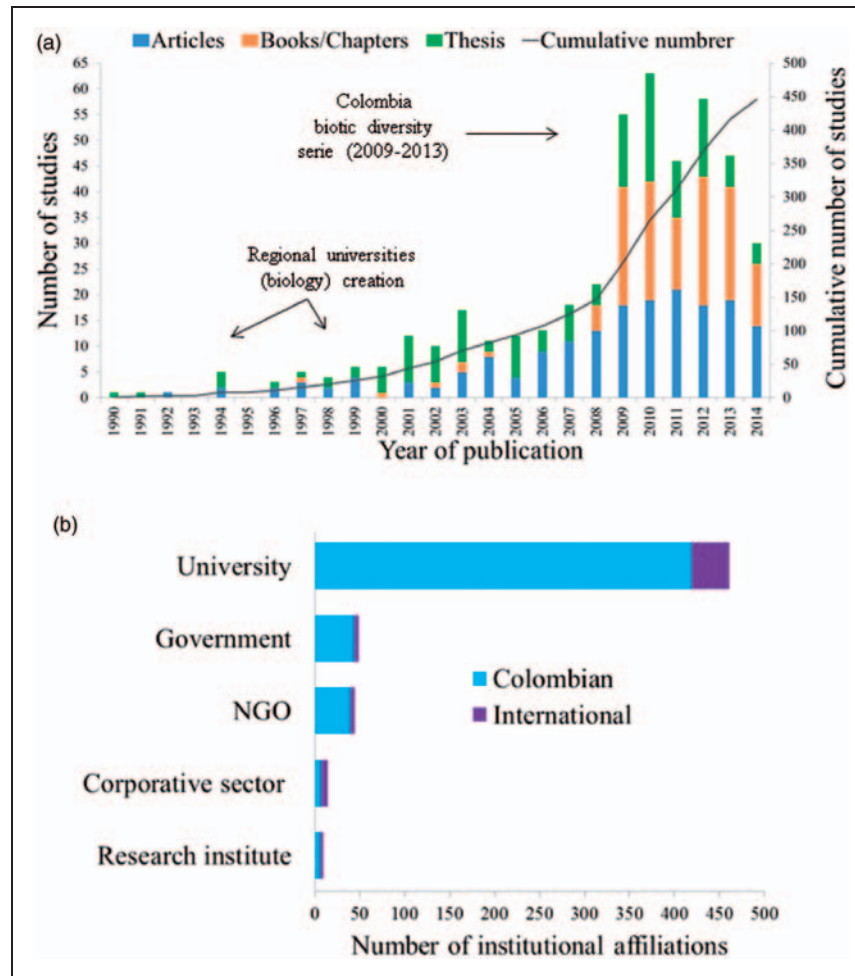 (a)
Articles Books/Chapters Thesis Cumulative numbrer
65
60
55
50
45
40
35
30
25
20
15
10
5
0
Number of studies
500
450
400
350
300
250
200
150
100
50
0
Cumulative number of studies
Colombia
biotic diversity
serie (2009-2013)
Regional universities
(biology) creation
1990 1991 1992 1993 1994 1995 1996 1997 1998 1999 2000 2001 2002 2003 2004 2005 2006 2007 2008 2009 2010 2011 2012 2013 2014
Year of publication
(b)
University
Government
NGO
Corporative sector
Research institute
Colombian
International
0 50 100 150 200 250 300 350 400 450 500
Number of institutional affiliations